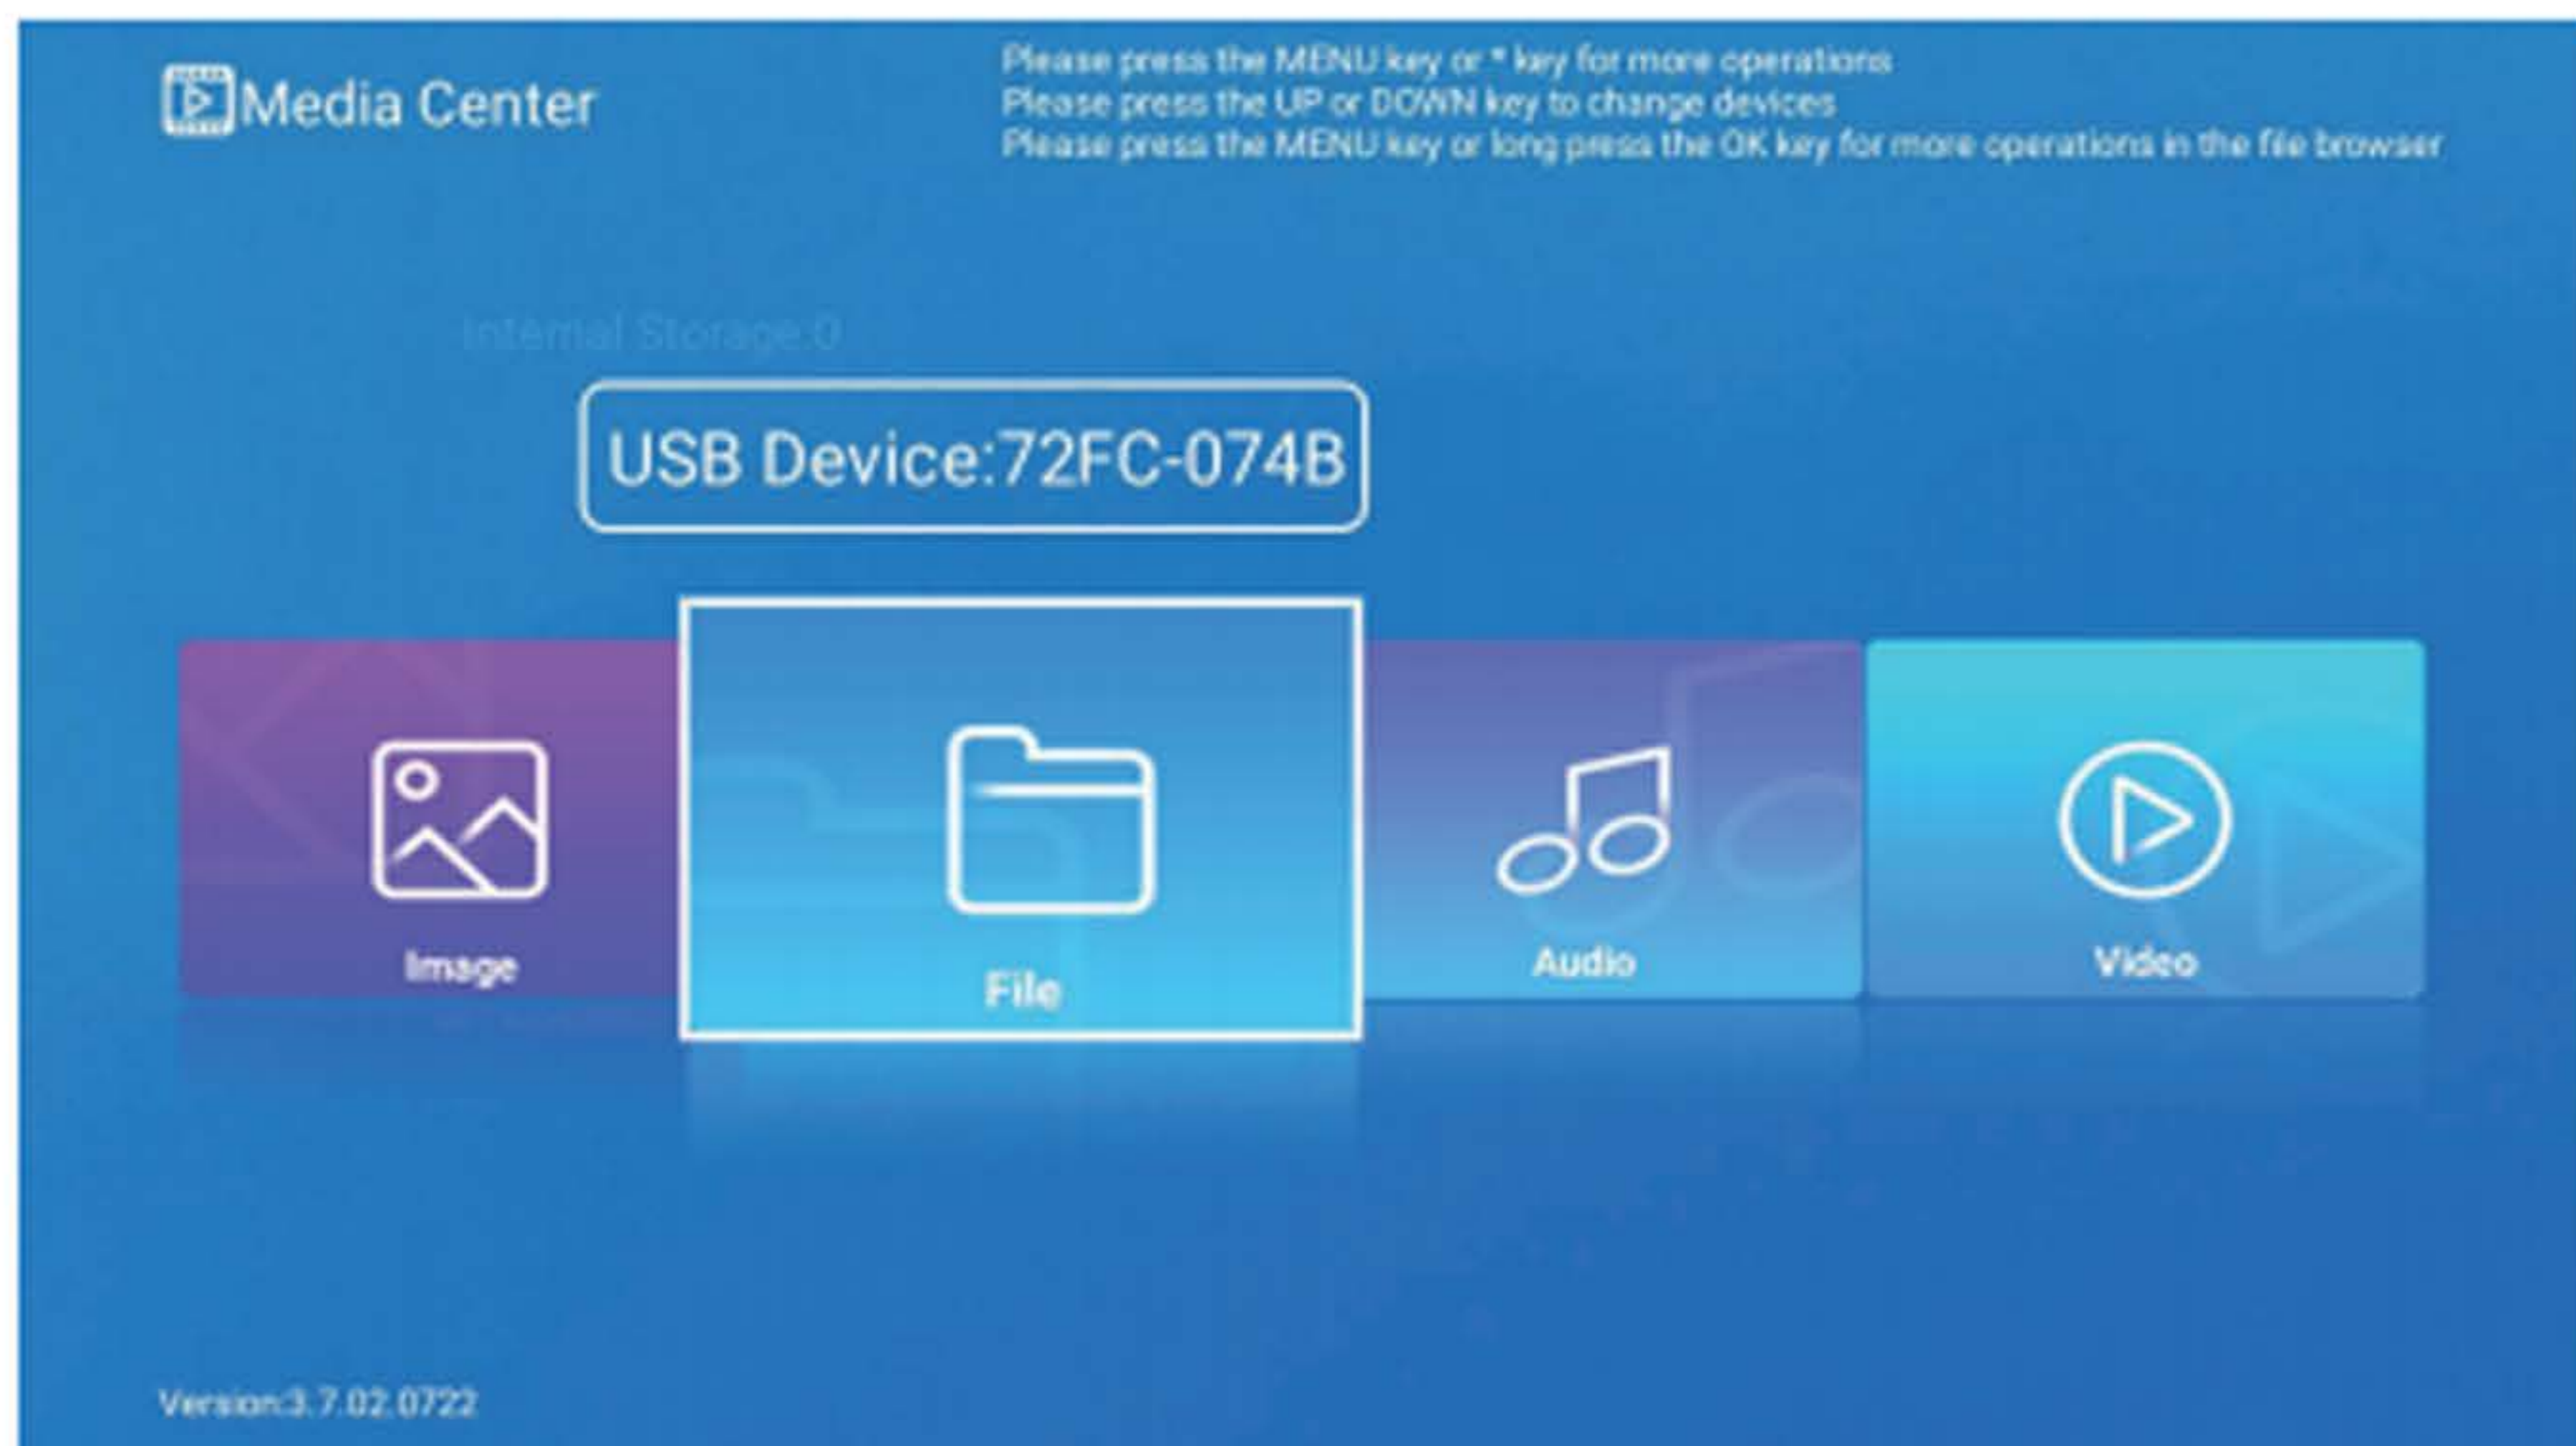 Media Center
Please press the MENU key or * key for more operations
Please press the UP or DOWN key to change devices
Please press the MENU key or long press the OK key for more operations in the file browser
Internal Storage:0
USB Device:72FC-074B
Image
File
Audio
Video
Version:3.7.02.0722